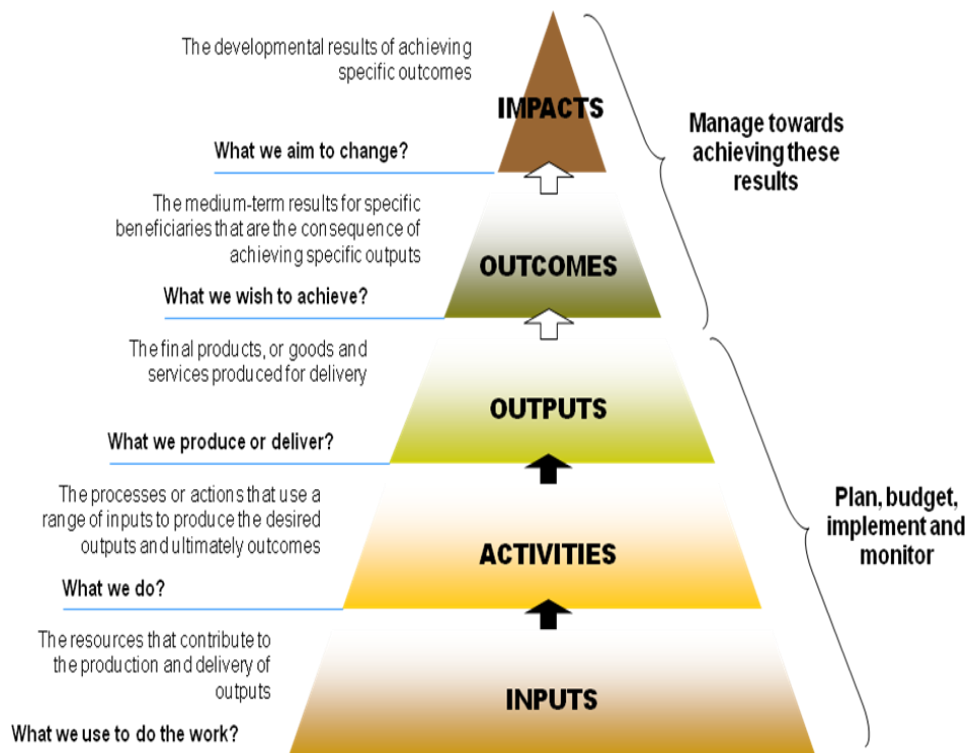 The developmental results of achieving
specific outcomes
IMPACTS
What we aim to change?
Manage towards
achieving these
results
The medium-term results for specific
beneficiaries that are the consequence of
achieving specific outputs
OUTCOMES
What we wish to achieve?
The final products, or goods and
services produced for delivery
OUTPUTS
What we produce or deliver?
The processes or actions that use a
range of inputs to produce the desired
outputs and ultimately outcomes
ACTIVITIES
What we do?
Plan, budget,
implement and
monitor
The resources that contribute to
the production and delivery of
outputs
INPUTS
What we use to do the work?